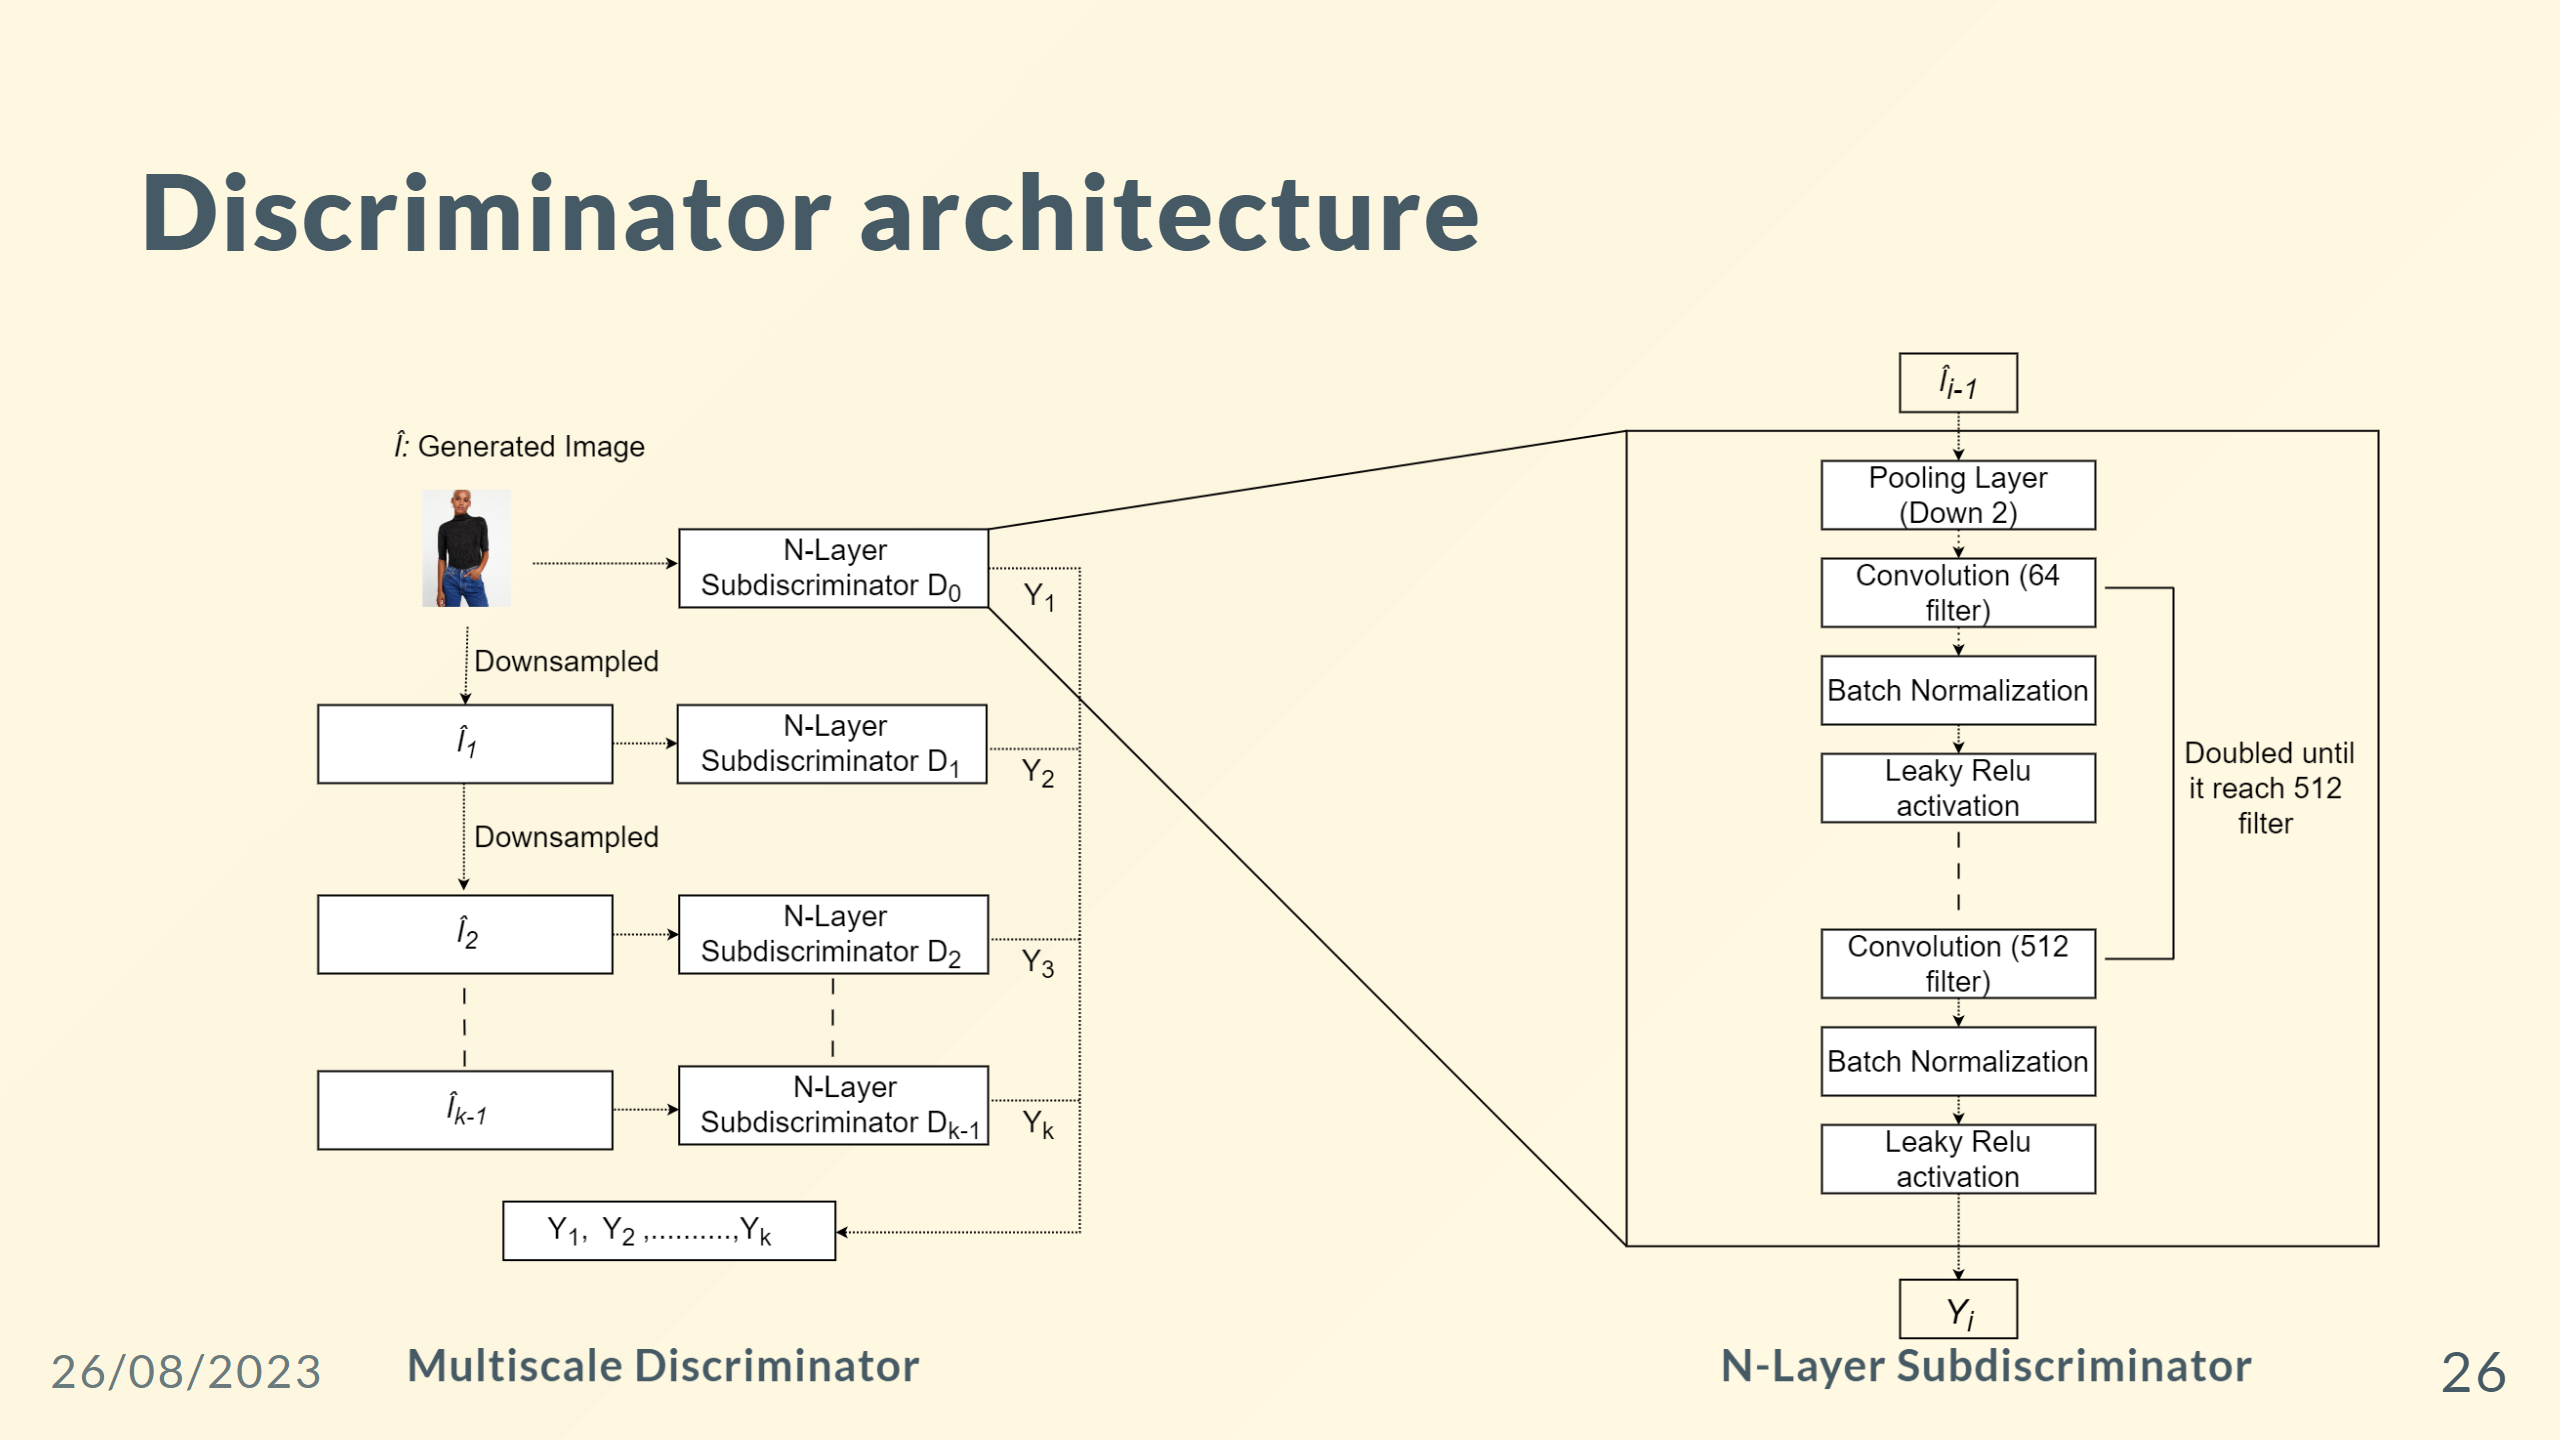 Discriminator architecture
Î: Generated Image
N-Layer
Subdiscriminator D0
Y1
Downsampled
Î1
N-Layer
Subdiscriminator D1
Y2
Downsampled
Î2
N-Layer
Subdiscriminator D2
Y3
Îk-1
N-Layer
Subdiscriminator Dk-1
Yk
Y1, Y2 ,..........,Yk
Multiscale Discriminator
Îi-1
Pooling Layer
(Down 2)
Convolution (64
filter)
Batch Normalization
Leaky Relu
activation
Doubled until
it reach 512
filter
Convolution (512
filter)
Batch Normalization
Leaky Relu
activation
Yi
N-Layer Subdiscriminator
26/08/2023
26